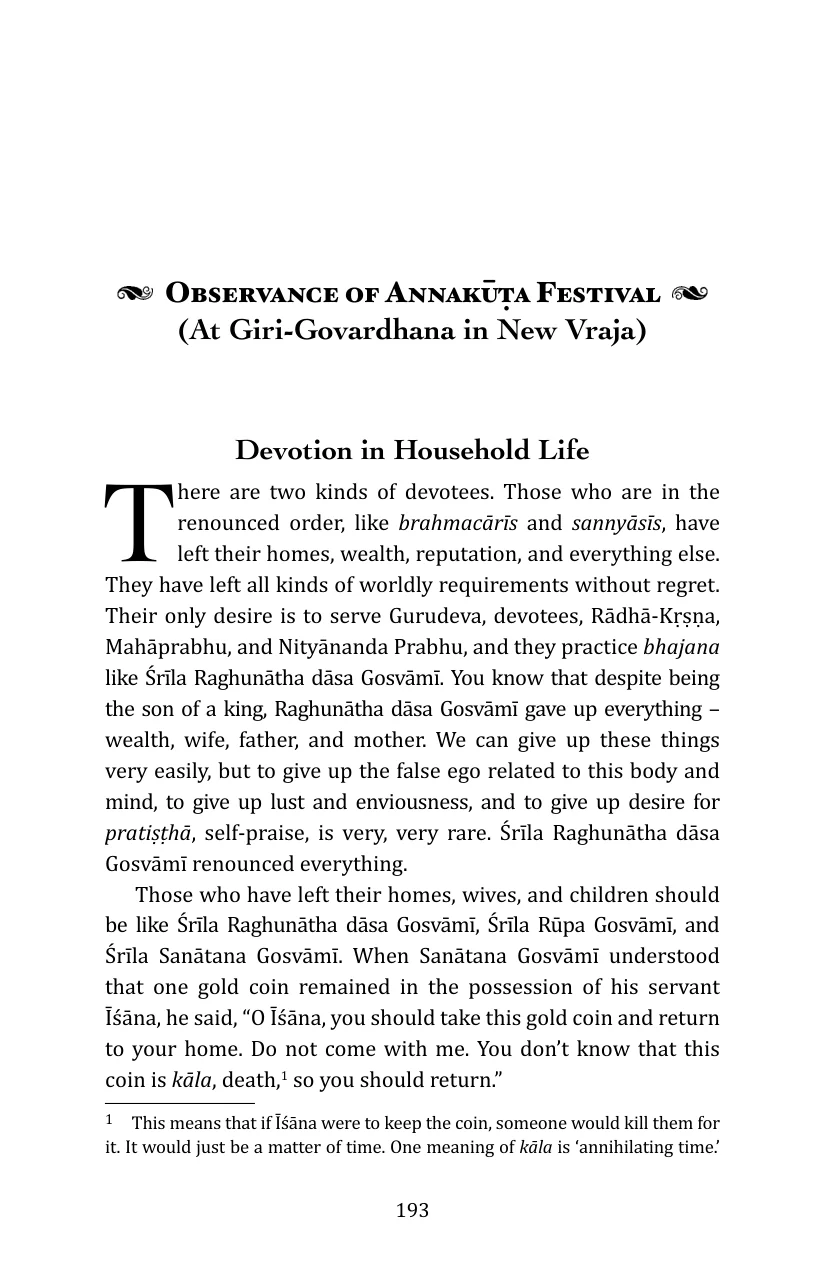 Observance of Annakūṭa Festival
(At Giri-Govardhana in New Vraja)
Devotion in Household Life
There are two kinds of devotees. Those who are in the
renounced order, like brahmacārīs and sannyāsīs, have
left their homes, wealth, reputation, and everything else.
They have left all kinds of worldly requirements without regret.
Their only desire is to serve Gurudeva, devotees, Rādhā-Kṛṣṇa,
Mahāprabhu, and Nityānanda Prabhu, and they practice bhajana
like Śrīla Raghunātha dāsa Gosvāmī. You know that despite being
the son of a king, Raghunātha dāsa Gosvāmī gave up everything –
wealth, wife, father, and mother. We can give up these things
very easily, but to give up the false ego related to this body and
mind, to give up lust and enviousness, and to give up desire for
pratiṣṭhā, self-praise, is very, very rare. Śrīla Raghunātha dāsa
Gosvāmī renounced everything.
Those who have left their homes, wives, and children should
be like Śrīla Raghunātha dāsa Gosvāmī, Śrīla Rūpa Gosvāmī, and
Śrīla Sanātana Gosvāmī. When Sanātana Gosvāmī understood
that one gold coin remained in the possession of his servant
Īśāna, he said, “O Īśāna, you should take this gold coin and return
to your home. Do not come with me. You don’t know that this
coin is kāla, death,¹ so you should return.”
1 This means that if Īśāna were to keep the coin, someone would kill them for
it. It would just be a matter of time. One meaning of kāla is ‘annihilating time.’
193